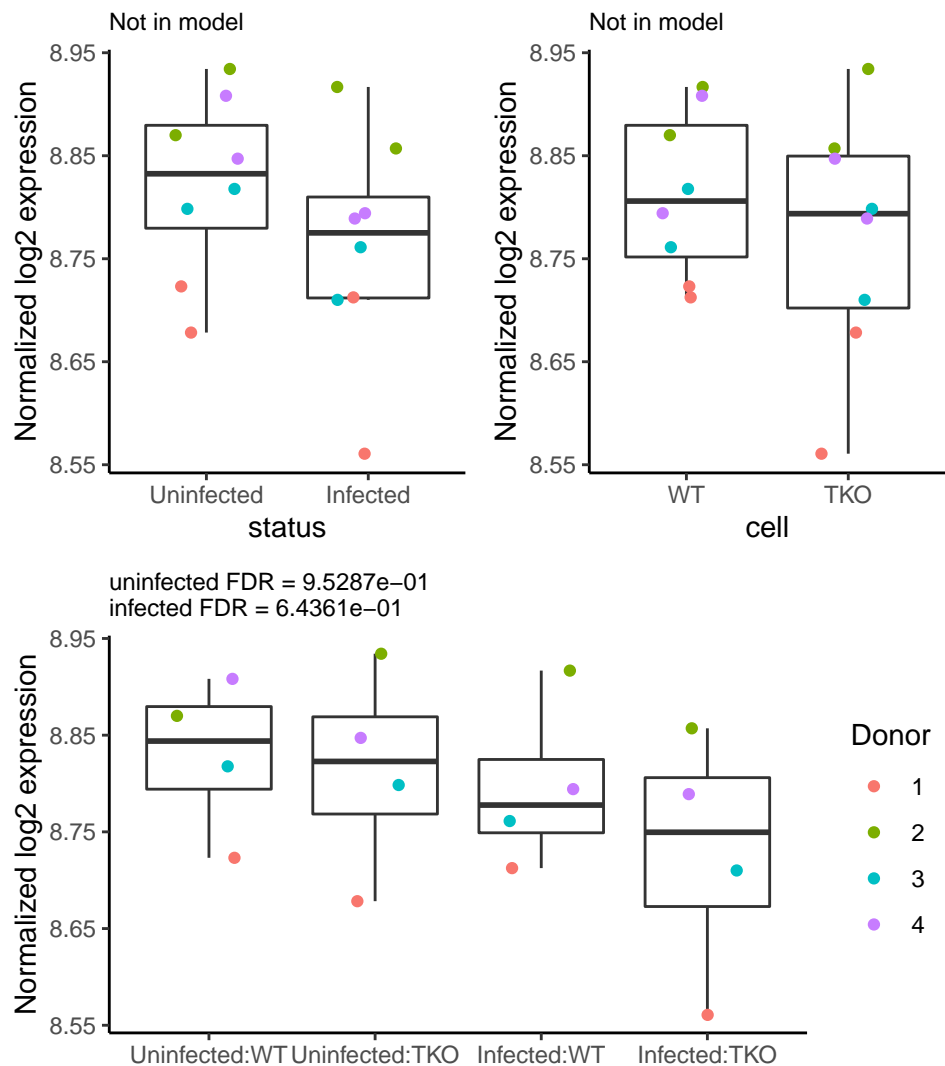 Not in model
Normalized log2 expression
8.95
8.85
8.75
8.65
8.55
Uninfected Infected
status
Not in model
Normalized log2 expression
8.95
8.85
8.75
8.65
8.55
WT TKO
cell
uninfected FDR = 9.5287e−01
infected FDR = 6.4361e−01
Normalized log2 expression
8.95
8.85
8.75
8.65
8.55
Uninfected:WT Uninfected:TKO Infected:WT Infected:TKO
Donor
1
2
3
4